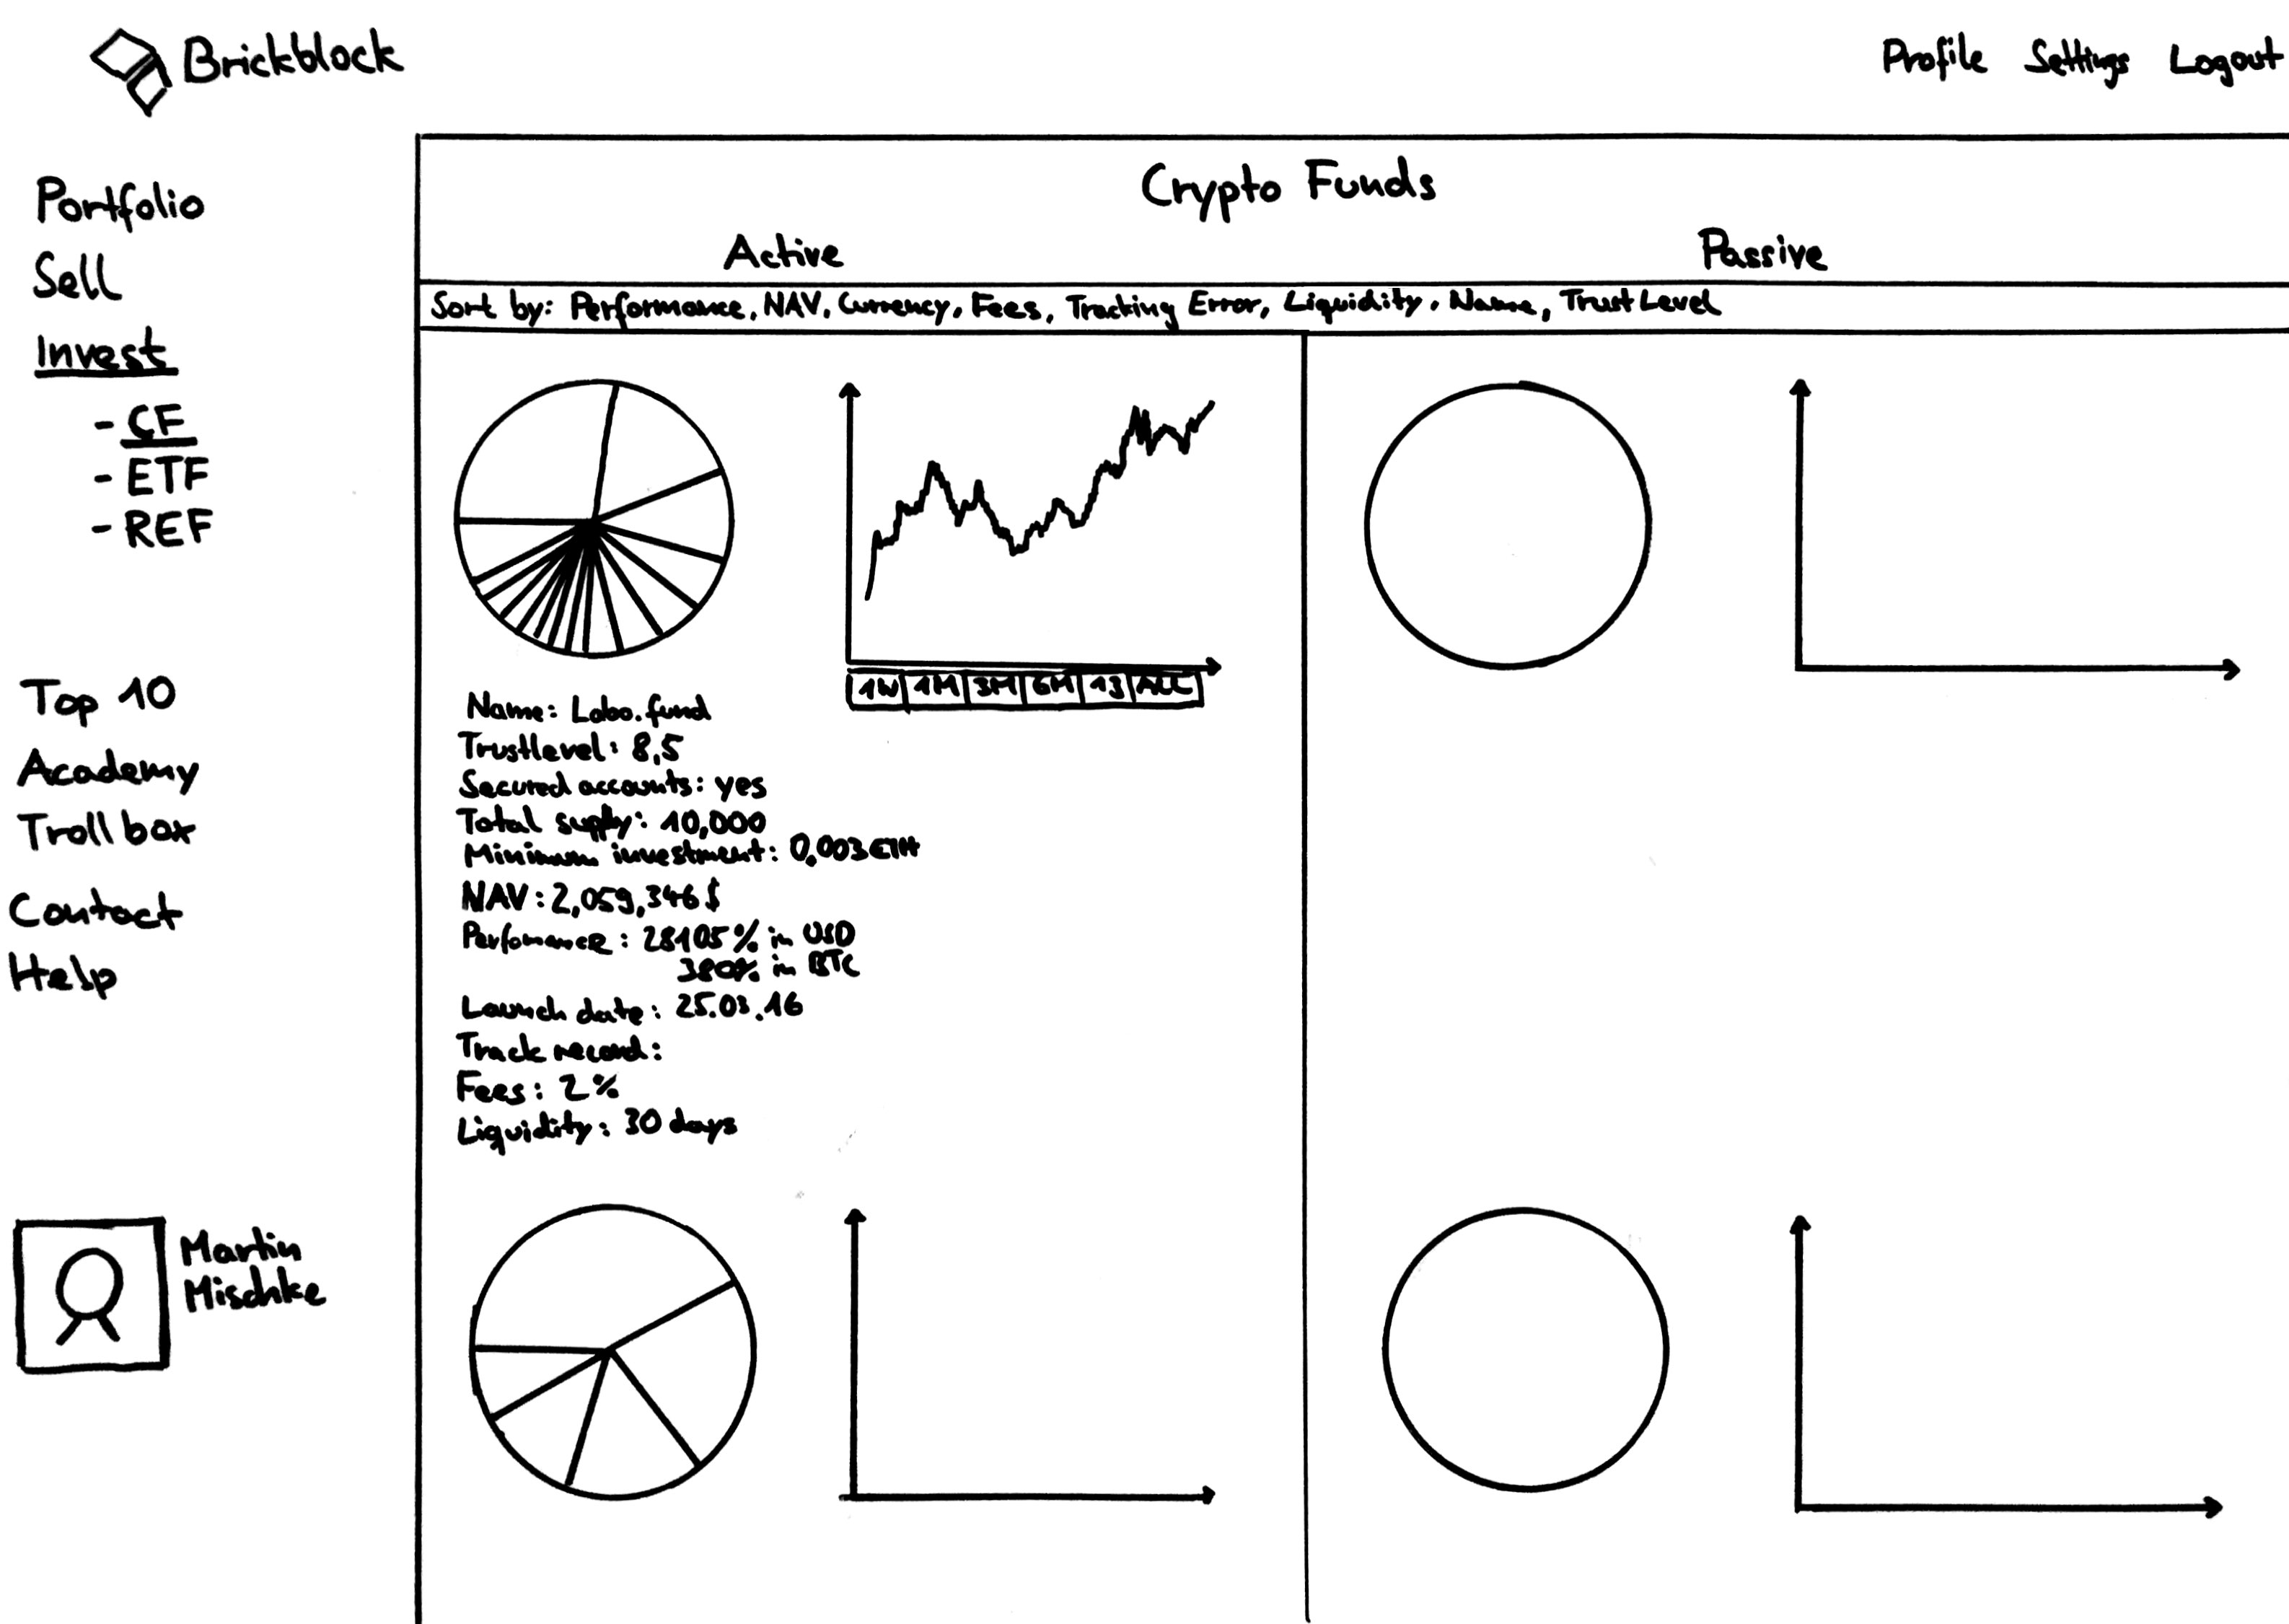 Brickblock
Profile Settings Logout
Portfolio
Sell
Invest
- CF
- ETF
- REF
Top 10
Academy
Trollbox
Contact
Help
Martin
Mischke
Crypto Funds
Active Passive
Sort by: Performance, NAV, Currency, Fees, Tracking Error, Liquidity, Name, Trust Level
1W 1M 3M 6M 1J ALL
Name: Lobo.fund
Trustlevel: 8,5
Secured accounts: yes
Total supply: 10,000
Minimum investment: 0,003 ETH
NAV: 2,059,346$
Perfomance: 28105% in USD
380% in BTC
Launch date: 25.03.16
Track record:
Fees: 2%
Liquidity: 30 days